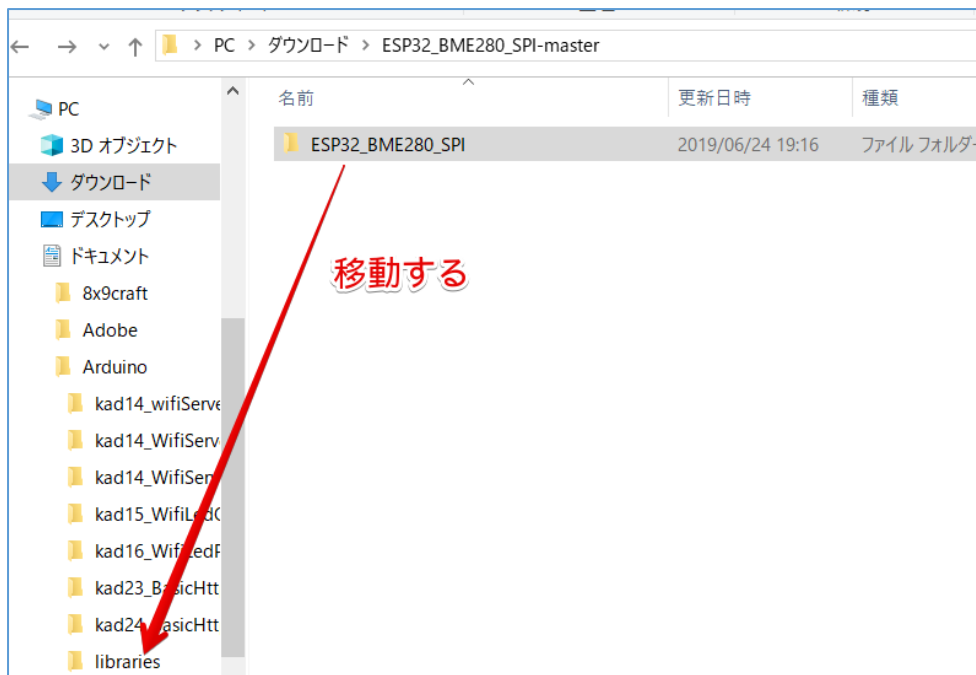 PC > ダウンロード > ESP32_BME280_SPI-master
名前 更新日時 種類
PC
3D オブジェクト
ESP32_BME280_SPI 2019/06/24 19:16 ファイル フォルダー
ダウンロード
デスクトップ
ドキュメント
移動する
8x9craft
Adobe
Arduino
kad14_wifiServe
kad14_WifiServ
kad14_WifiSer
kad15_WifiLed
kad16_WifiLedF
kad23_BasicHtt
kad24_BasicHtt
libraries